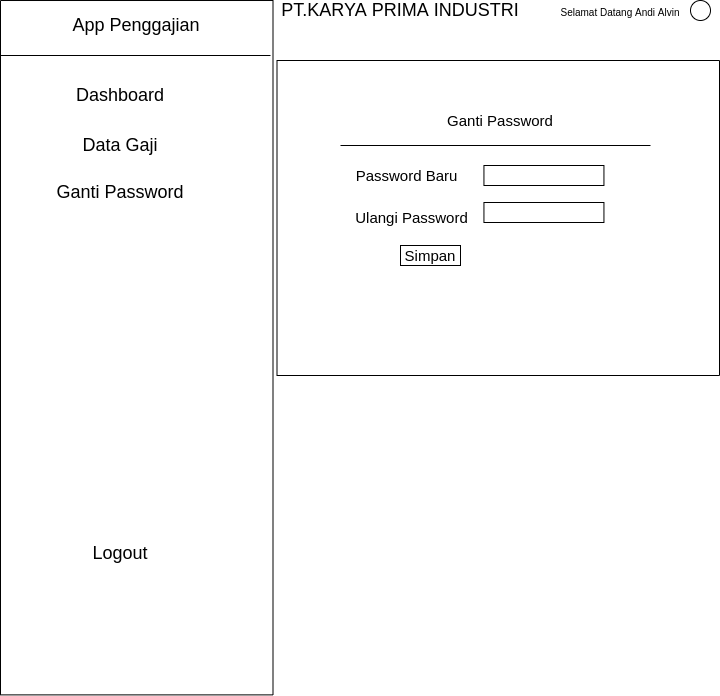 App Penggajian
PT.KARYA PRIMA INDUSTRI
Selamat Datang Andi Alvin
Dashboard
Data Gaji
Ganti Password
Logout
Ganti Password
Password Baru
Ulangi Password
Simpan